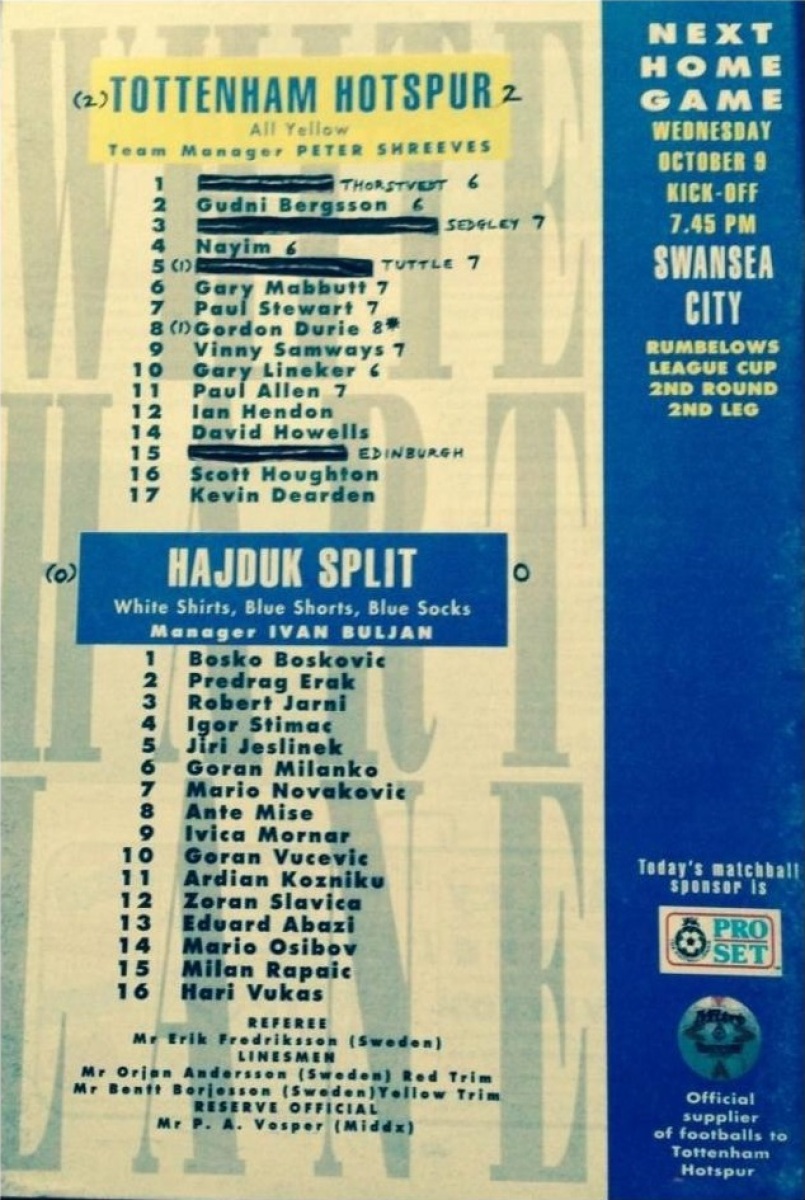 (2) TOTTENHAM HOTSPUR 2
All Yellow
Team Manager PETER SHREEVES
1 THORSTVEDT 6
2 Gudni Bergsson 6
3 SEDGLEY 7
4 Nayim 6
5 (1) TUTTLE 7
6 Gary Mabbutt 7
7 Paul Stewart 7
8 (1) Gordon Durie 8*
9 Vinny Samways 7
10 Gary Lineker 6
11 Paul Allen 7
12 Ian Hendon
14 David Howells
15 EDINBURGH
16 Scott Houghton
17 Kevin Dearden
(0) HAJDUK SPLIT 0
White Shirts, Blue Shorts, Blue Socks
Manager IVAN BULJAN
1 Bosko Boskovic
2 Predrag Erak
3 Robert Jarni
4 Igor Stimac
5 Jiri Jeslinek
6 Goran Milanko
7 Mario Novakovic
8 Ante Mise
9 Ivica Mornar
10 Goran Vucevic
11 Ardian Kozniku
12 Zoran Slavica
13 Eduard Abazi
14 Mario Osibov
15 Milan Rapaic
16 Hari Vukas
REFEREE
Mr Erik Fredriksson (Sweden)
LINESMEN
Mr Orjan Andersson (Sweden) Red Trim
Mr Bentt Borjesson (Sweden) Yellow Trim
RESERVE OFFICIAL
Mr P. A. Vosper (Middx)
WHITE
HART
LANE
NEXT
HOME
GAME
WEDNESDAY
OCTOBER 9
KICK-OFF
7.45 PM
SWANSEA
CITY
RUMBELOWS
LEAGUE CUP
2ND ROUND
2ND LEG
Today's matchball
sponsor is
PRO
SET
Mitre
Official
supplier
of footballs to
Tottenham
Hotspur